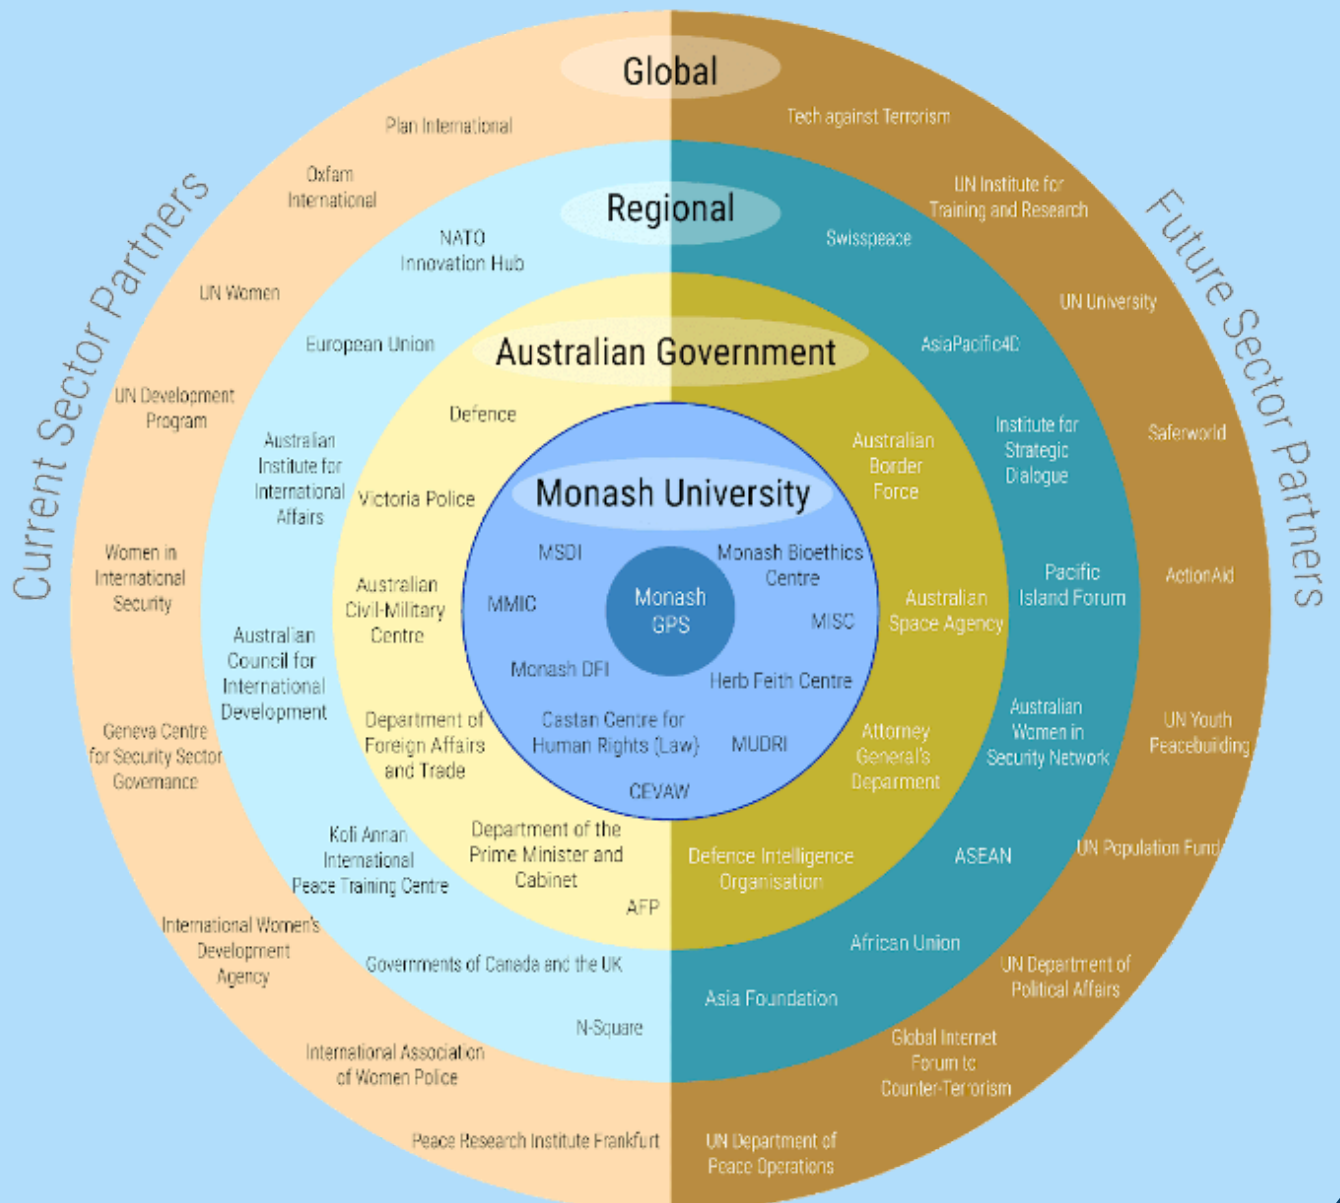 Current Sector Partners
Future Sector Partners
Global
Plan International
Oxfam
International
UN Women
UN Development
Program
Women in
International
Security
Geneva Centre
for Security Sector
Governance
International Women's
Development
Agency
International Association
of Women Police
Peace Research Institute Frankfurt
Tech against Terrorism
UN Institute for
Training and Research
UN University
Saferworld
ActionAid
UN Youth
Peacebuilding
UN Population Fund
UN Department of
Political Affairs
Global Internet
Forum to
Counter-Terrorism
UN Department of
Peace Operations
Regional
NATO
Innovation Hub
European Union
Australian
Institute for
International
Affairs
Australian
Council for
International
Development
Kofi Annan
International
Peace Training Centre
Governments of Canada and the UK
N-Square
Swisspeace
AsiaPacific4D
Institute for
Strategic
Dialogue
Pacific
Island Forum
Australian
Women in
Security Network
ASEAN
African Union
Asia Foundation
Australian Government
Defence
Victoria Police
Australian
Civil-Military
Centre
Department of
Foreign Affairs
and Trade
Department of the
Prime Minister and
Cabinet
AFP
Australian
Border
Force
Australian
Space Agency
Attorney
General's
Deparment
Defence Intelligence
Organisation
Monash University
MSDI
Monash Bioethics
Centre
MMIC
MISC
Monash DFI
Herb Feith Centre
Castan Centre for
Human Rights (Law)
MUDRI
CEVAW
Monash
GPS